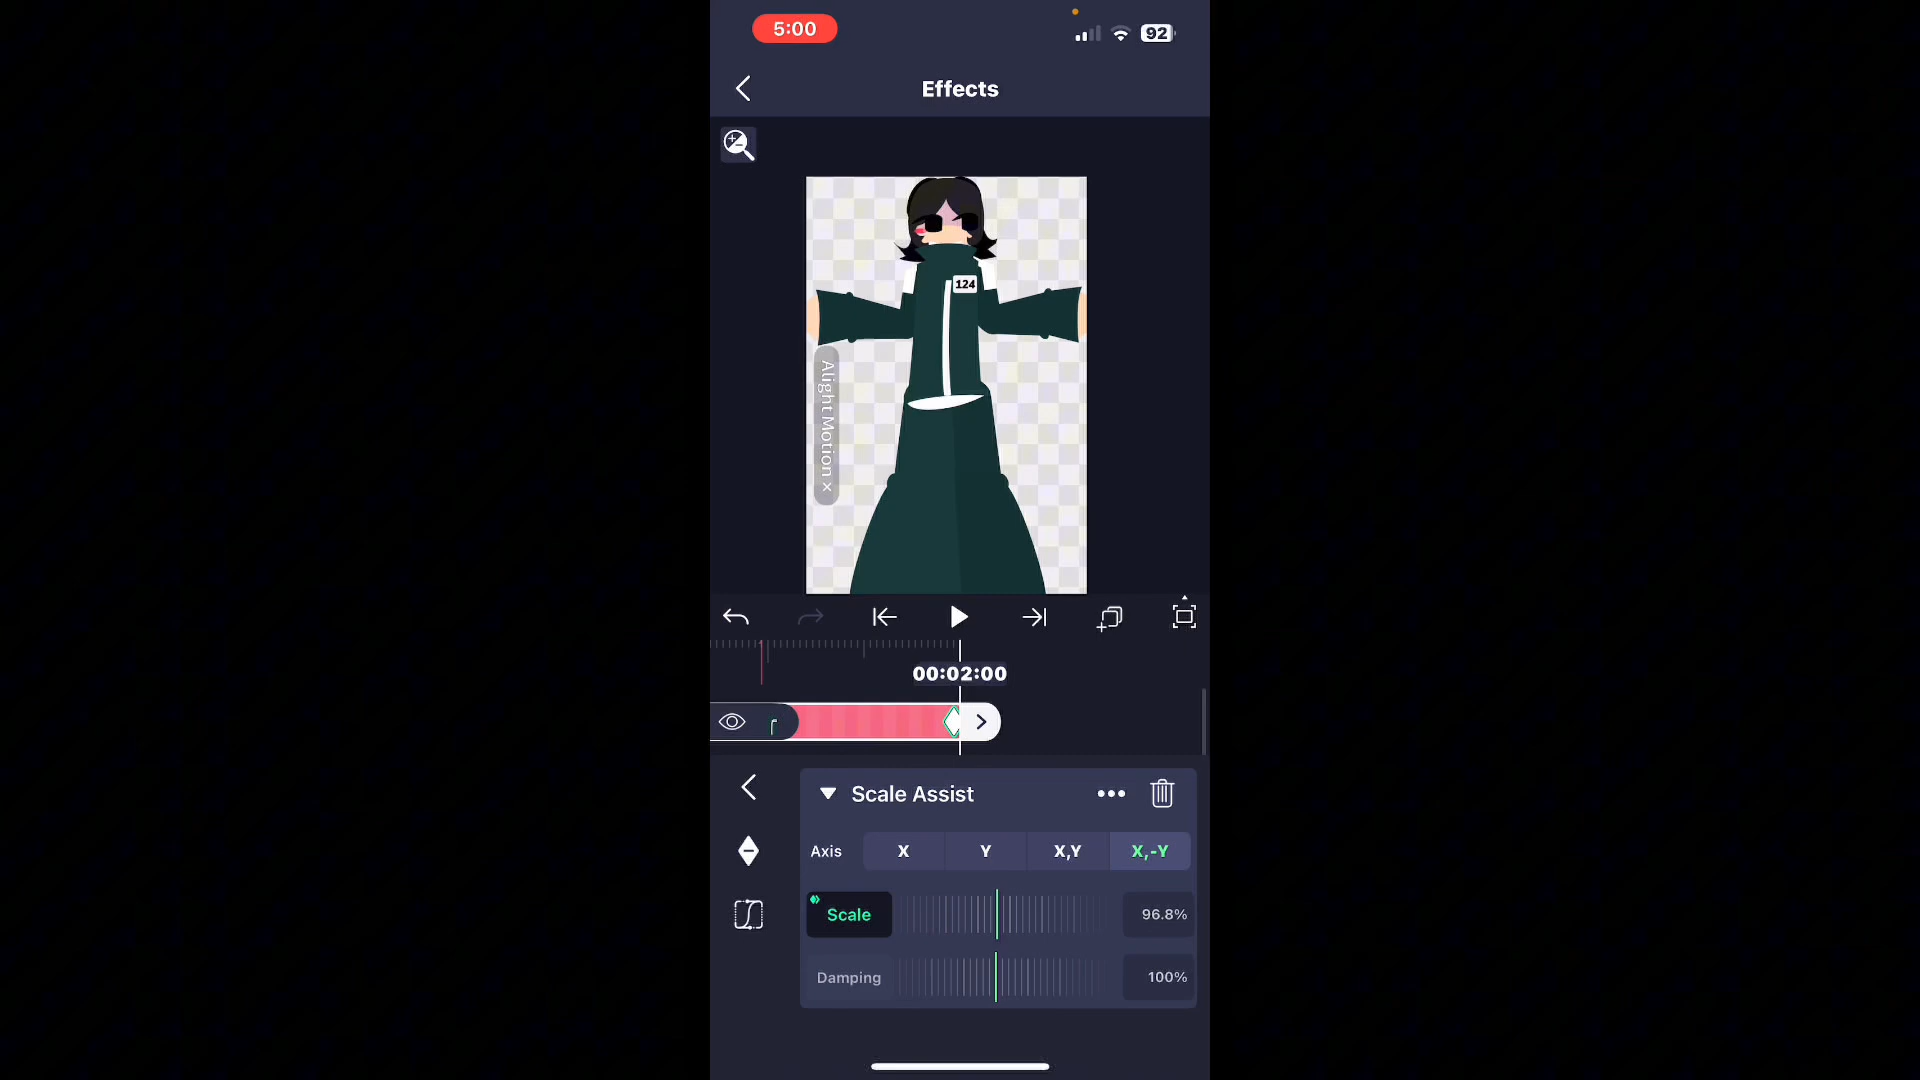 5:00
92
Effects
124
Alight Motion ×
00:02:00
Scale Assist
Axis
X
Y
X,Y
X,-Y
Scale
96.8%
Damping
100%